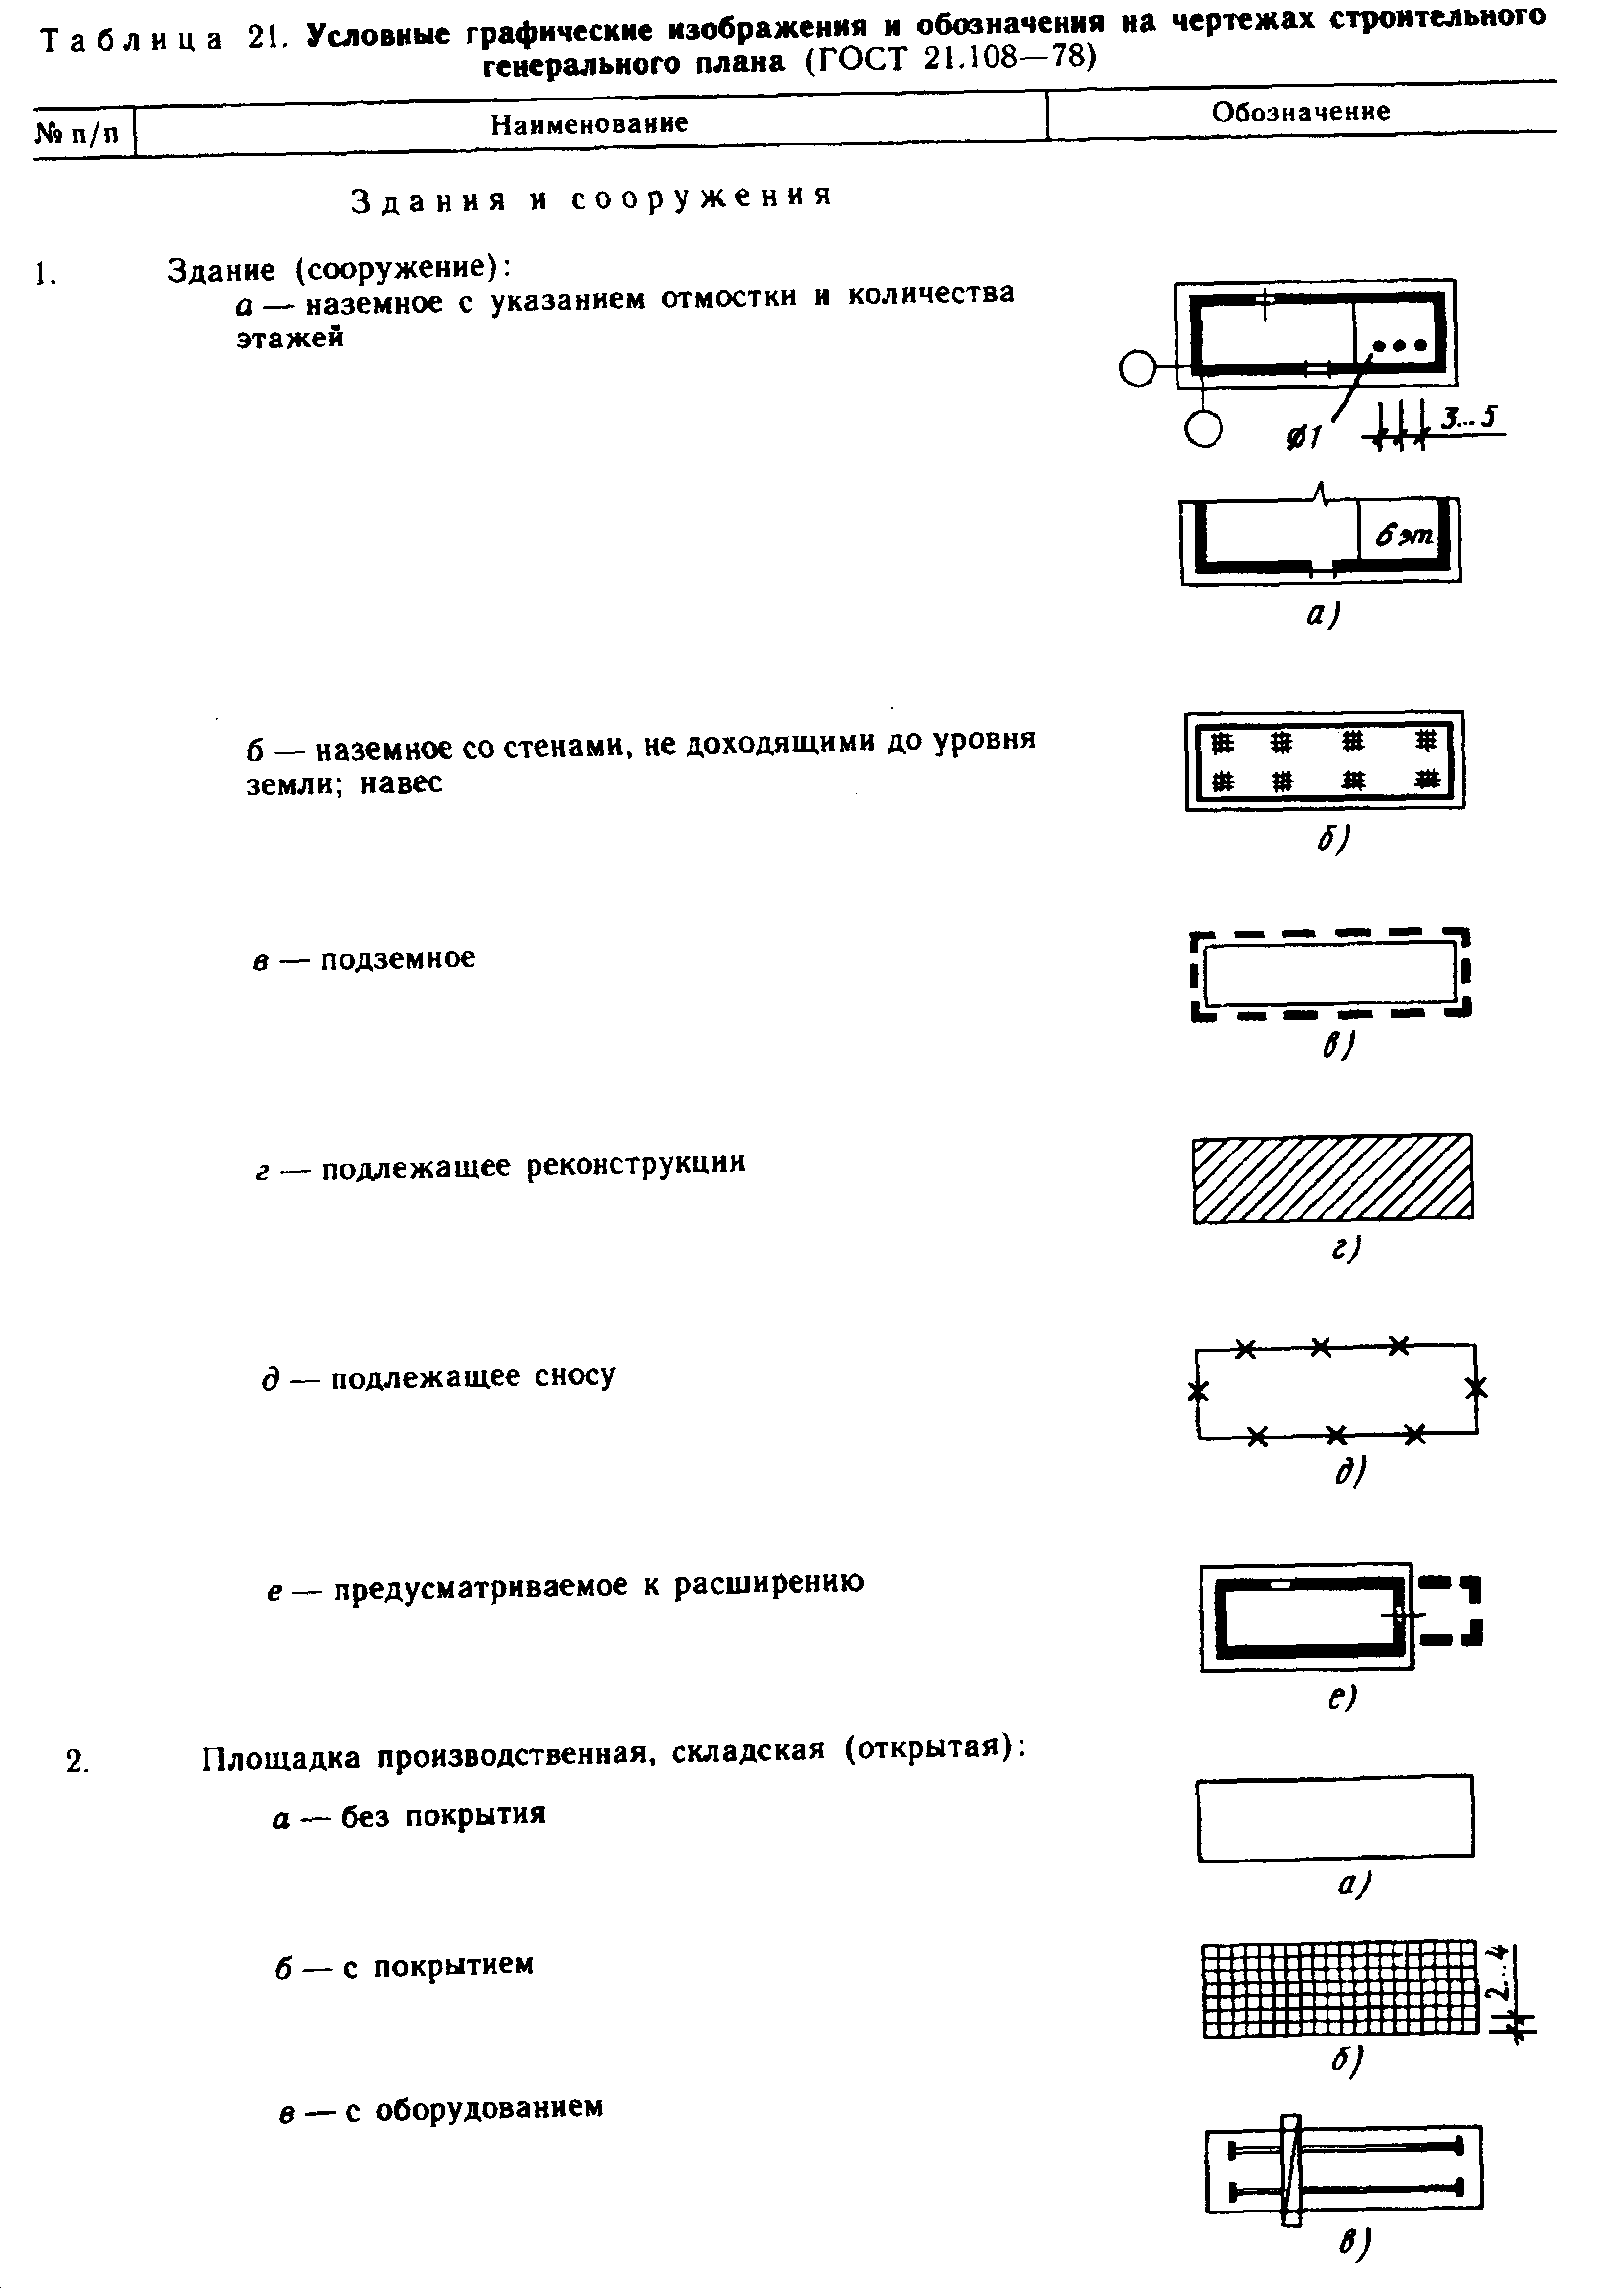 Таблица 21. Условные графические изображения и обозначения на чертежах строительного
генерального плана (ГОСТ 21.108—78)
№ п/п Наименование Обозначение
Здания и сооружения
1. Здание (сооружение):
а — наземное с указанием отмостки и количества
этажей
Ø1 3...5
6 эт
а)
б — наземное со стенами, не доходящими до уровня
земли; навес
б)
в — подземное
в)
г — подлежащее реконструкции
г)
д — подлежащее сносу
д)
е — предусматриваемое к расширению
е)
2. Площадка производственная, складская (открытая):
а — без покрытия
а)
б — с покрытием
2...4
б)
в — с оборудованием
в)